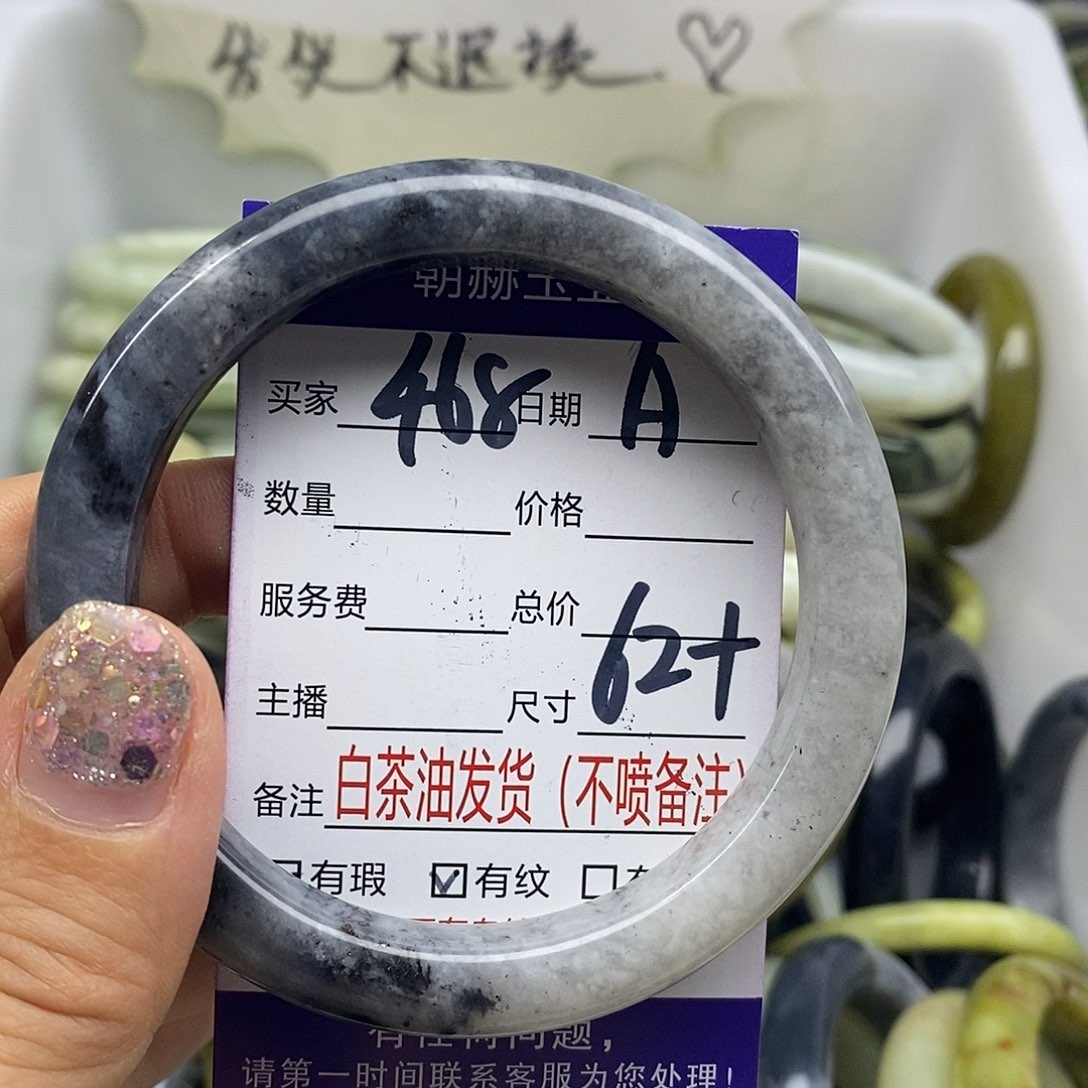 不退换
朝赫玉
买家 468 日期 A
数量 价格
服务费 总价
主播 尺寸 62+
备注 白茶油发货（不喷备注）
有瑕 ☑有纹 □
有任何问题，
请第一时间联系客服为您处理！